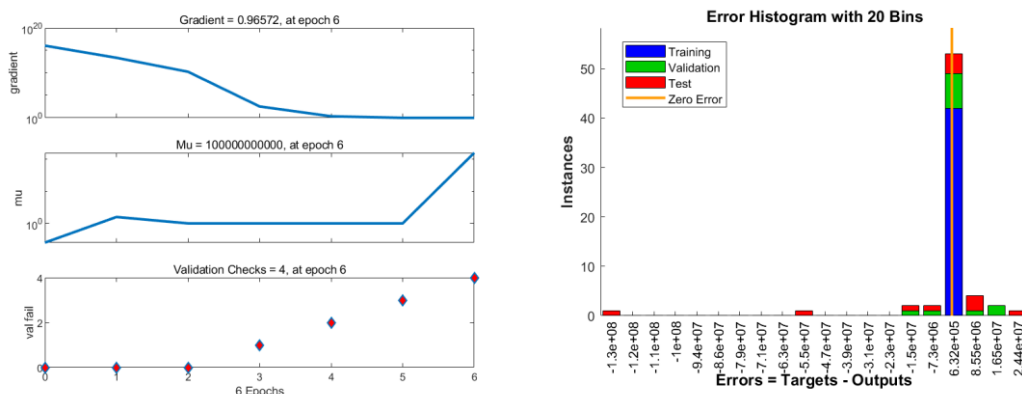 Gradient = 0.96572, at epoch 6
10^20
gradient
10^0
Mu = 100000000000, at epoch 6
mu
10^0
Validation Checks = 4, at epoch 6
4
val fail
2
0
0 1 2 3 4 5 6
6 Epochs
Error Histogram with 20 Bins
Training
Validation
Test
Zero Error
Instances
50
40
30
20
10
0
-1.3e+08
-1.2e+08
-1.1e+08
-1e+08
-9.4e+07
-8.6e+07
-7.9e+07
-7.1e+07
-6.3e+07
-5.5e+07
-4.7e+07
-3.9e+07
-3.1e+07
-2.3e+07
-1.5e+07
-7.3e+06
6.32e+05
8.55e+06
1.65e+07
2.44e+07
Errors = Targets - Outputs